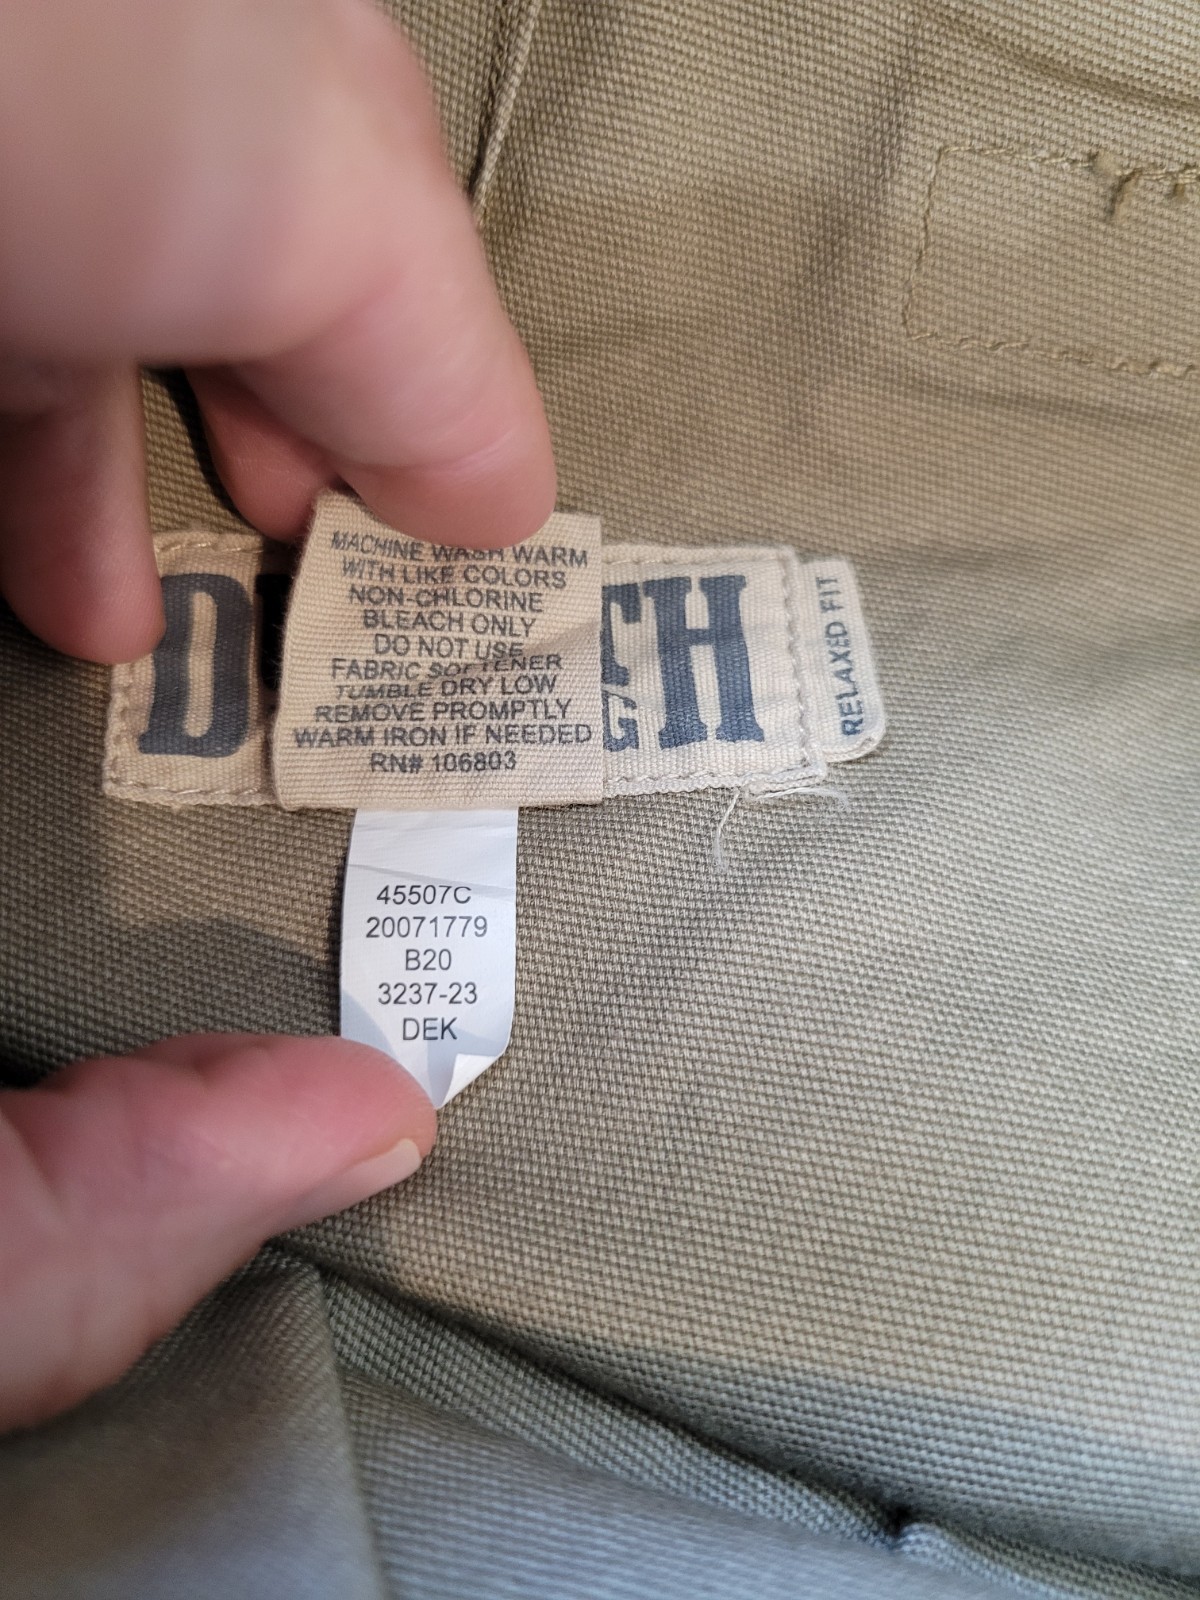 MACHINE WASH WARM
WITH LIKE COLORS
NON-CHLORINE
BLEACH ONLY
DO NOT USE
FABRIC SOFTENER
TUMBLE DRY LOW
REMOVE PROMPTLY
WARM IRON IF NEEDED
RN# 106803
RELAXED FIT
45507C
20071779
B20
3237-23
DEK